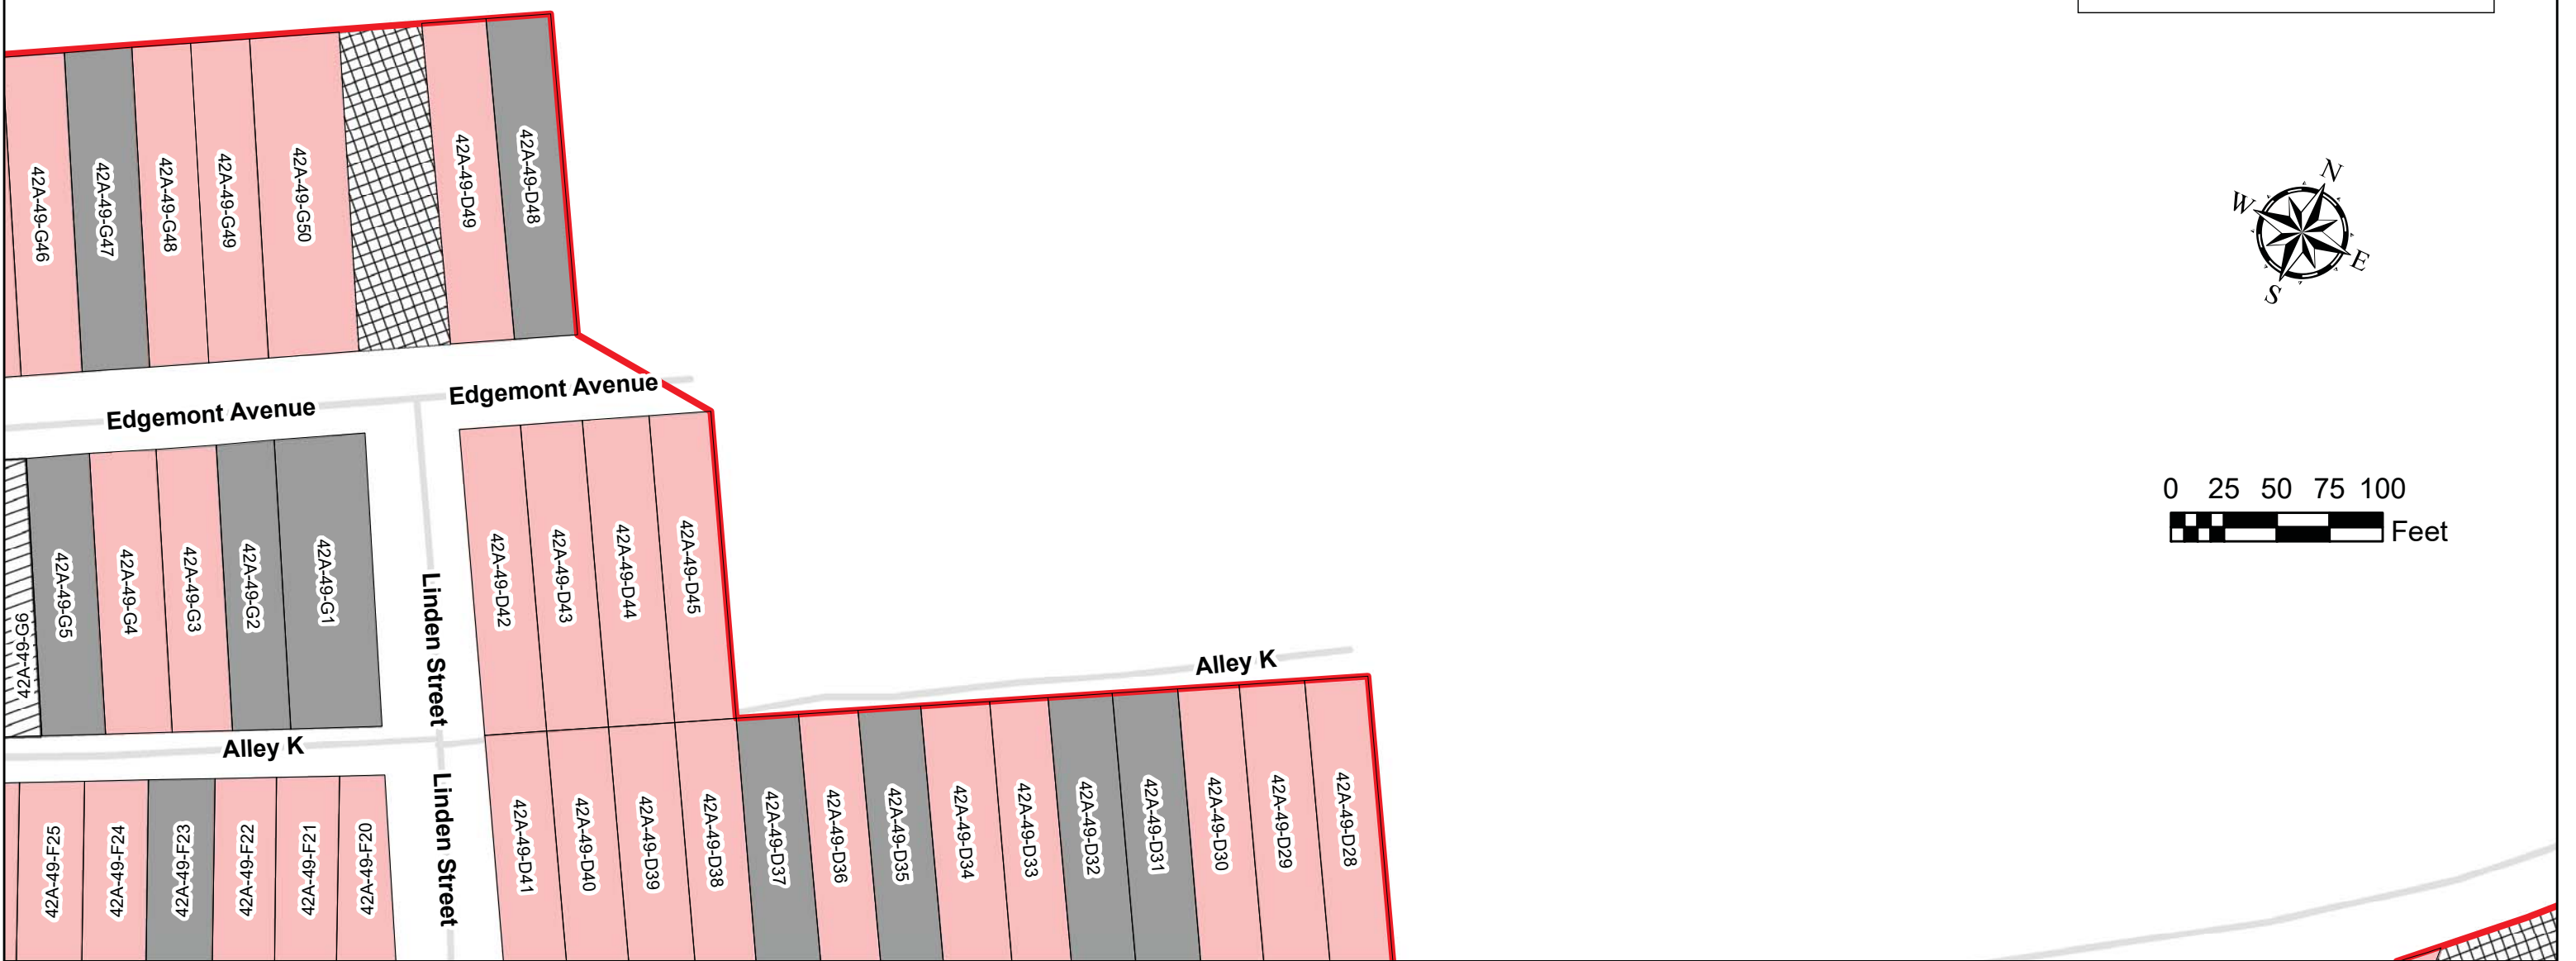 42A-49-G46
42A-49-G47
42A-49-G48
42A-49-G49
42A-49-G50
42A-49-D49
42A-49-D48
N
W
E
S
Edgemont Avenue
Edgemont Avenue
0 25 50 75 100
Feet
42A-49-G6
42A-49-G5
42A-49-G4
42A-49-G3
42A-49-G2
42A-49-G1
Linden Street
42A-49-D42
42A-49-D43
42A-49-D44
42A-49-D45
Alley K
Alley K
42A-49-F25
42A-49-F24
42A-49-F23
42A-49-F22
42A-49-F21
42A-49-F20
Linden Street
42A-49-D41
42A-49-D40
42A-49-D39
42A-49-D38
42A-49-D37
42A-49-D36
42A-49-D35
42A-49-D34
42A-49-D33
42A-49-D32
42A-49-D31
42A-49-D30
42A-49-D29
42A-49-D28